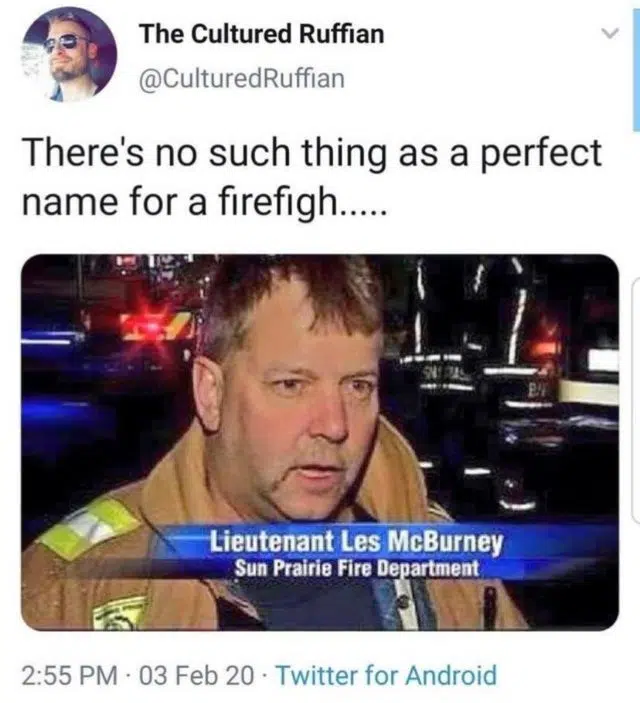 The Cultured Ruffian
@CulturedRuffian
There's no such thing as a perfect
name for a firefigh.....
Lieutenant Les McBurney
Sun Prairie Fire Department
2:55 PM · 03 Feb 20 · Twitter for Android